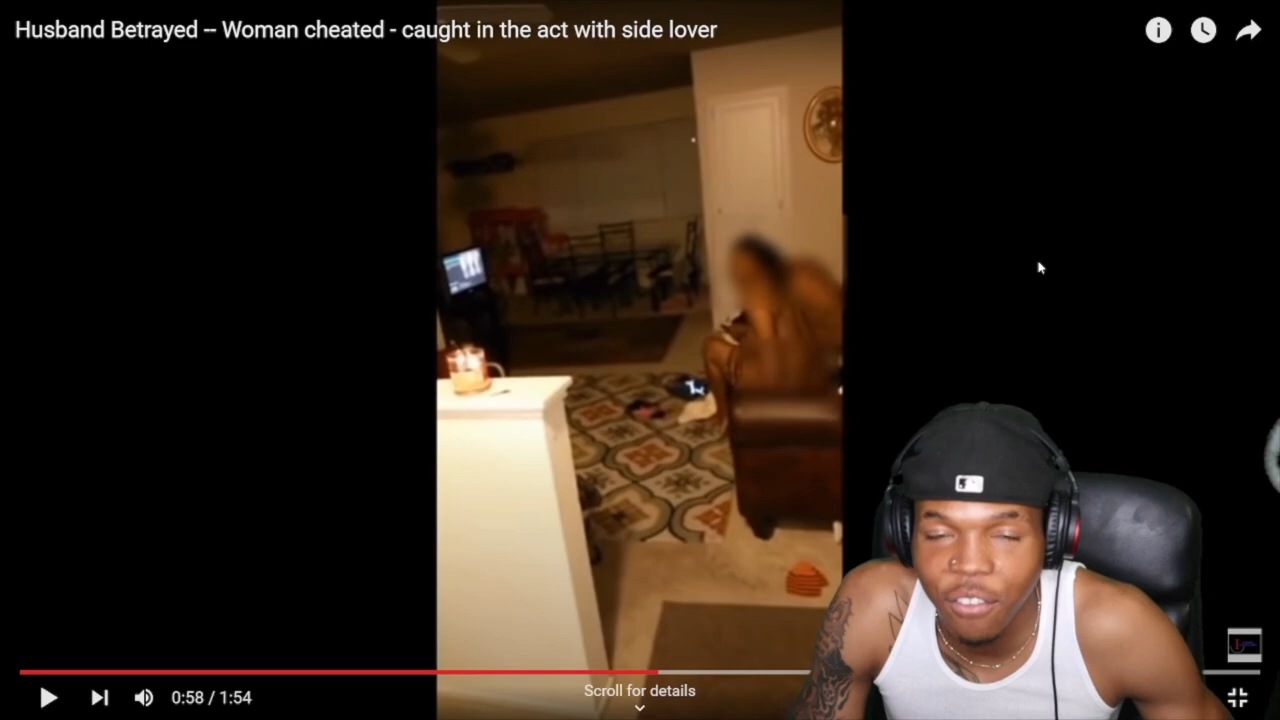 Husband Betrayed -- Woman cheated - caught in the act with side lover
0:58 / 1:54
Scroll for details